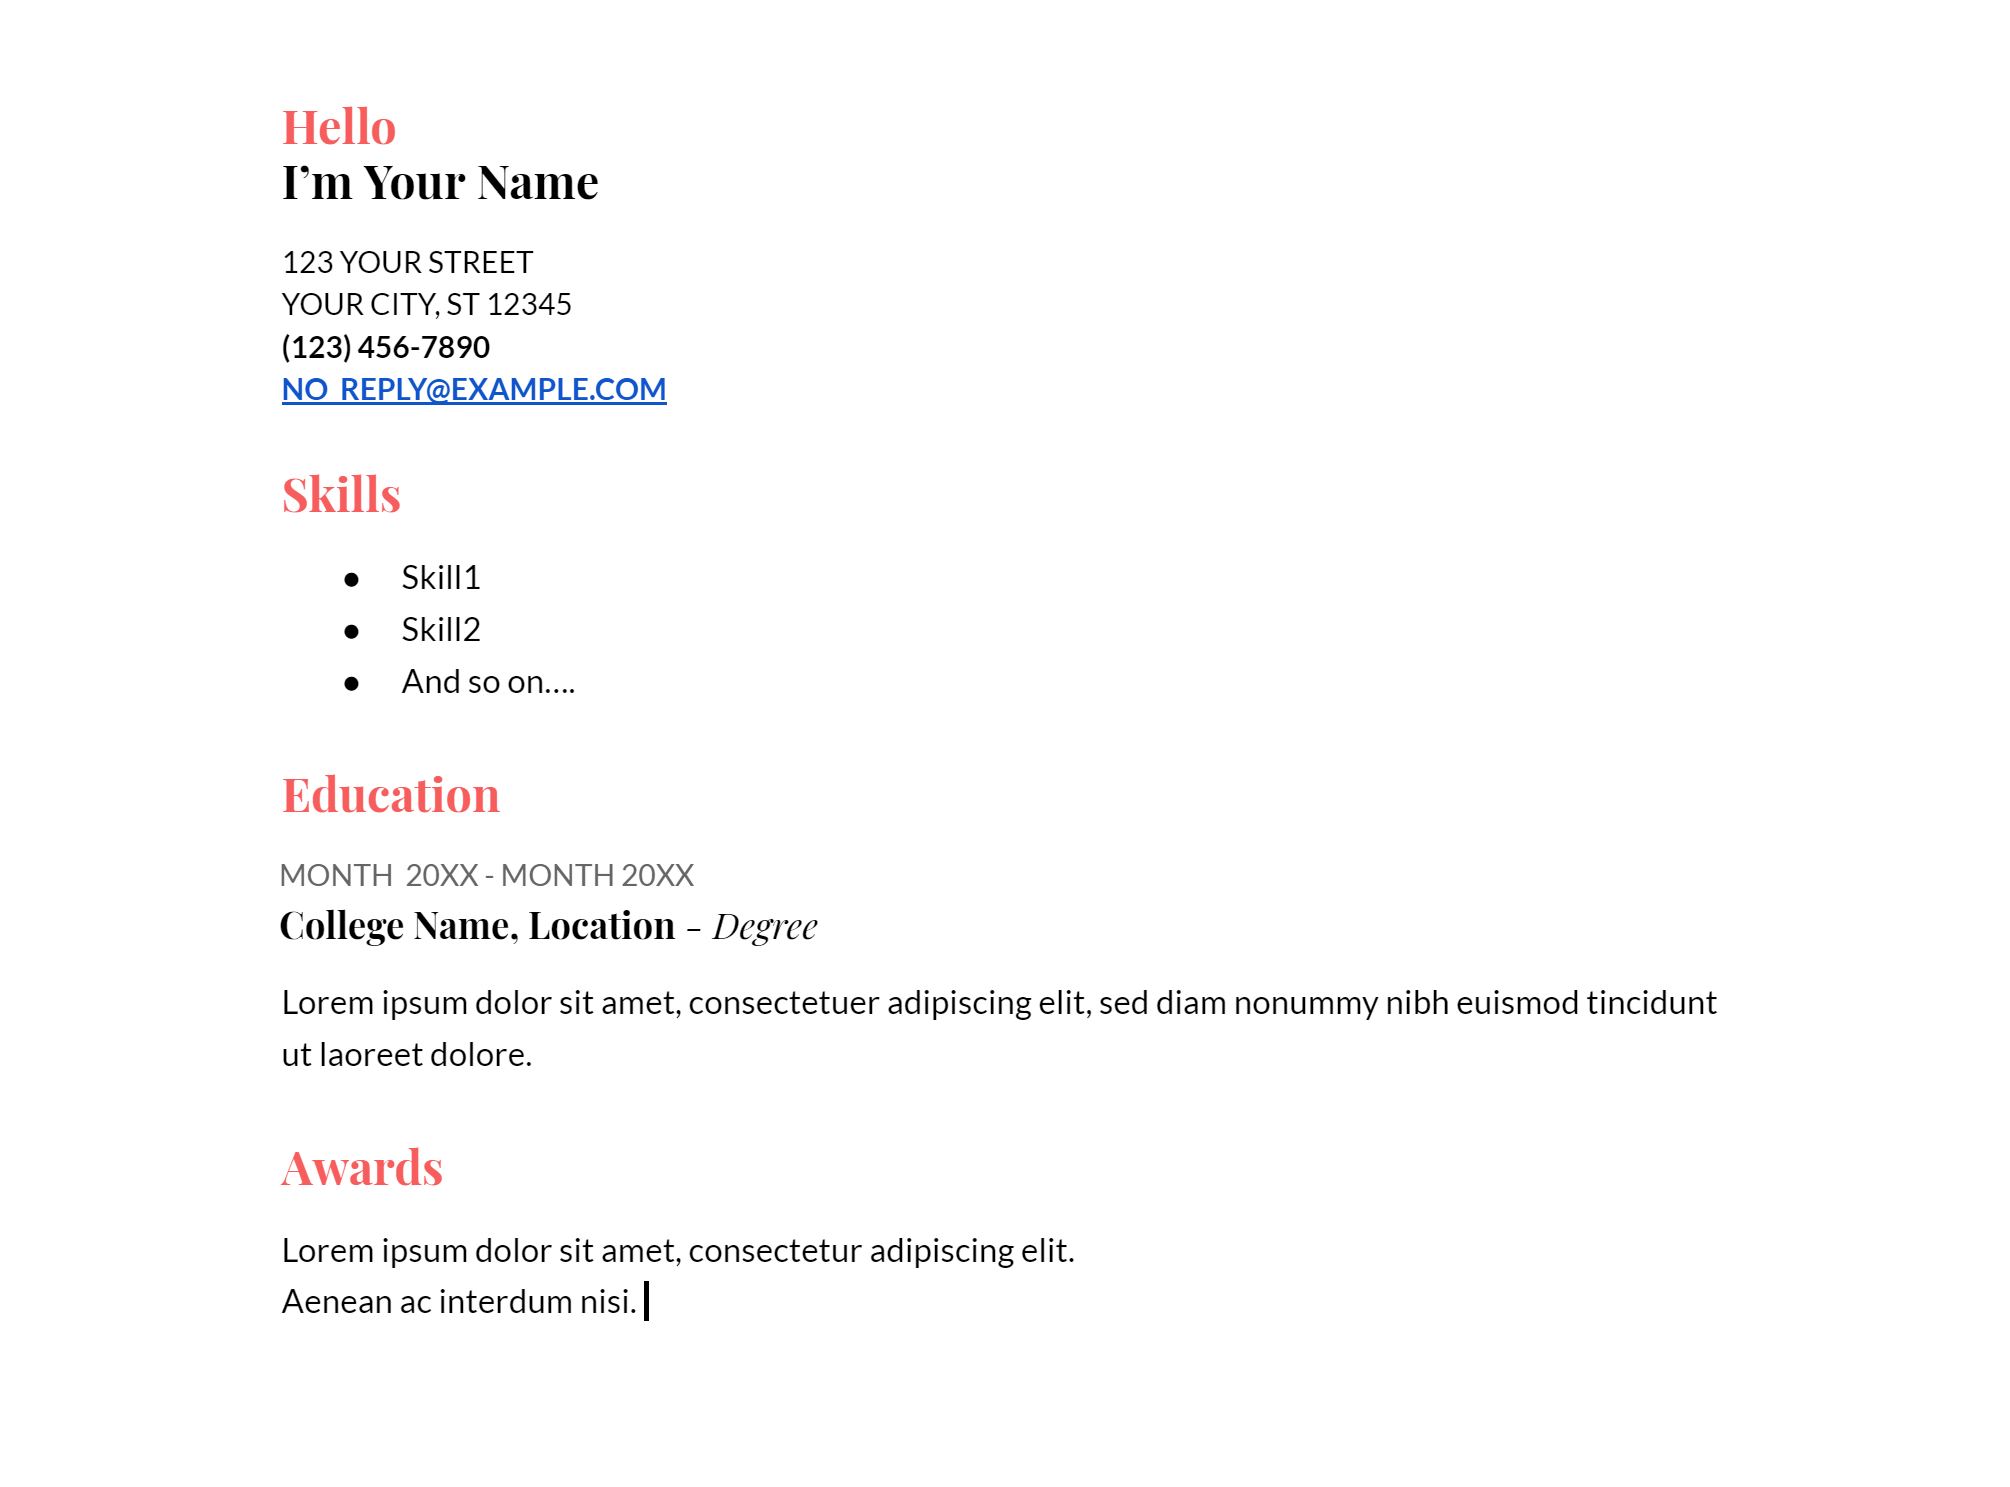 Hello
I’m Your Name
123 YOUR STREET
YOUR CITY, ST 12345
(123) 456-7890
NO_REPLY@EXAMPLE.COM
Skills
● Skill1
● Skill2
● And so on….
Education
MONTH  20XX - MONTH 20XX
College Name, Location - Degree
Lorem ipsum dolor sit amet, consectetuer adipiscing elit, sed diam nonummy nibh euismod tincidunt
ut laoreet dolore.
Awards
Lorem ipsum dolor sit amet, consectetur adipiscing elit.
Aenean ac interdum nisi.